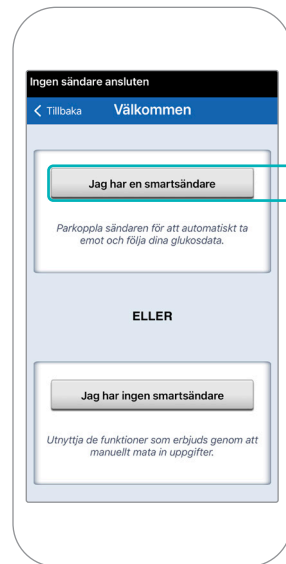 Ingen sändare ansluten
Tillbaka
Välkommen
Jag har en smartsändare
Parkoppla sändaren för att automatiskt ta
emot och följa dina glukosdata.
ELLER
Jag har ingen smartsändare
Utnyttja de funktioner som erbjuds genom att
manuellt mata in uppgifter.